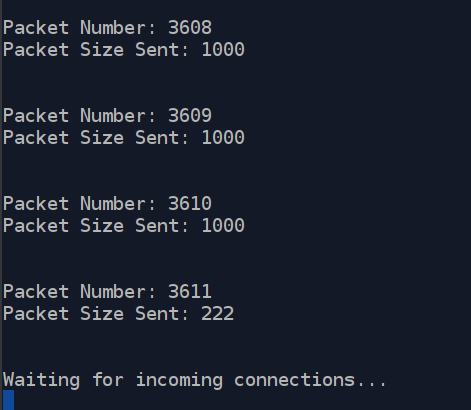 Packet Number: 3608
Packet Size Sent: 1000
Packet Number: 3609
Packet Size Sent: 1000
Packet Number: 3610
Packet Size Sent: 1000
Packet Number: 3611
Packet Size Sent: 222
Waiting for incoming connections...